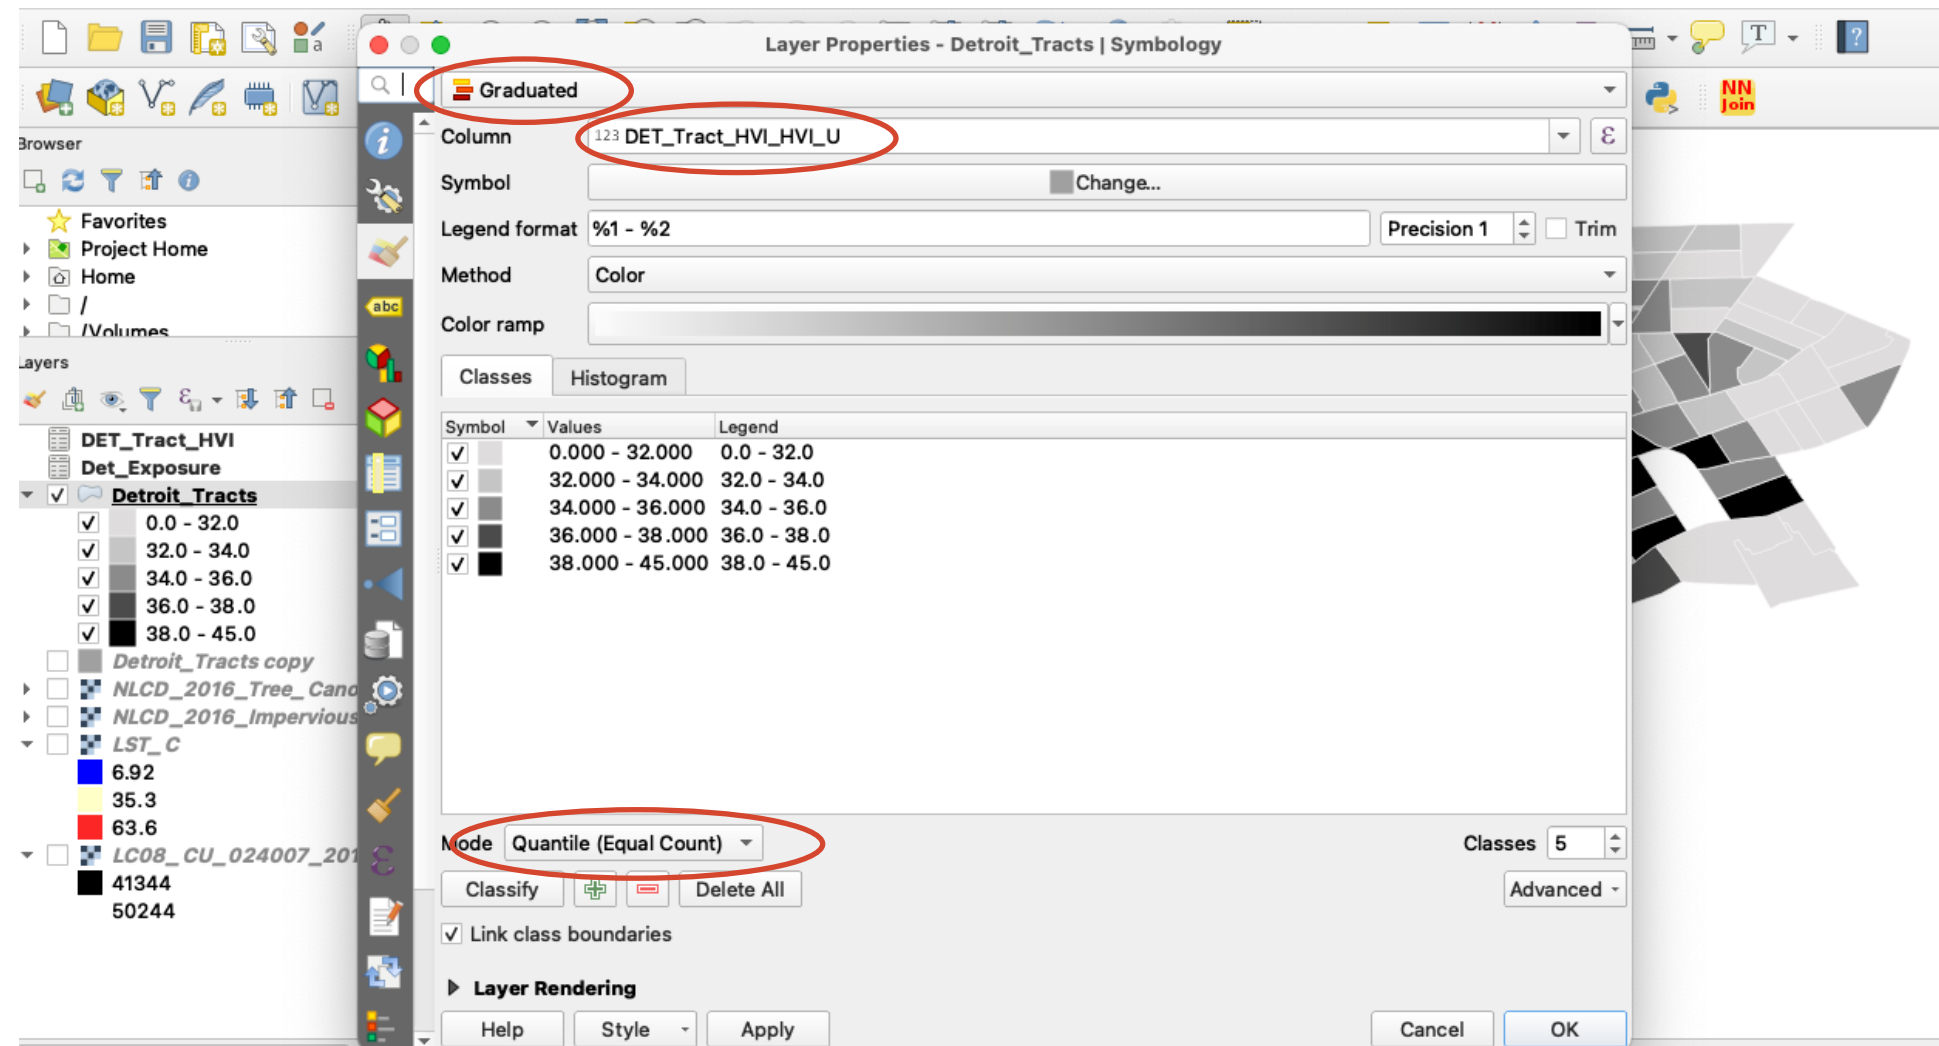 a
Layer Properties - Detroit_Tracts | Symbology
T
?
Graduated
NN
Join
Browser
Column
123 DET_Tract_HVI_HVI_U
ε
Symbol
Change...
Favorites
Legend format
%1 - %2
Precision 1
Trim
Project Home
Home
Method
Color
/
abc
/Volumes
Color ramp
Layers
Classes
Histogram
Symbol
Values
Legend
DET_Tract_HVI
0.000 - 32.000 0.0 - 32.0
Det_Exposure
32.000 - 34.000 32.0 - 34.0
Detroit_Tracts
34.000 - 36.000 34.0 - 36.0
0.0 - 32.0
36.000 - 38.000 36.0 - 38.0
32.0 - 34.0
38.000 - 45.000 38.0 - 45.0
34.0 - 36.0
36.0 - 38.0
38.0 - 45.0
Detroit_Tracts copy
NLCD_2016_Tree_Cano
NLCD_2016_Impervious
LST_C
6.92
35.3
63.6
Mode
Quantile (Equal Count)
Classes 5
LC08_CU_024007_201
41344
Classify
Delete All
Advanced
50244
Link class boundaries
Layer Rendering
Help
Style
Apply
Cancel
OK